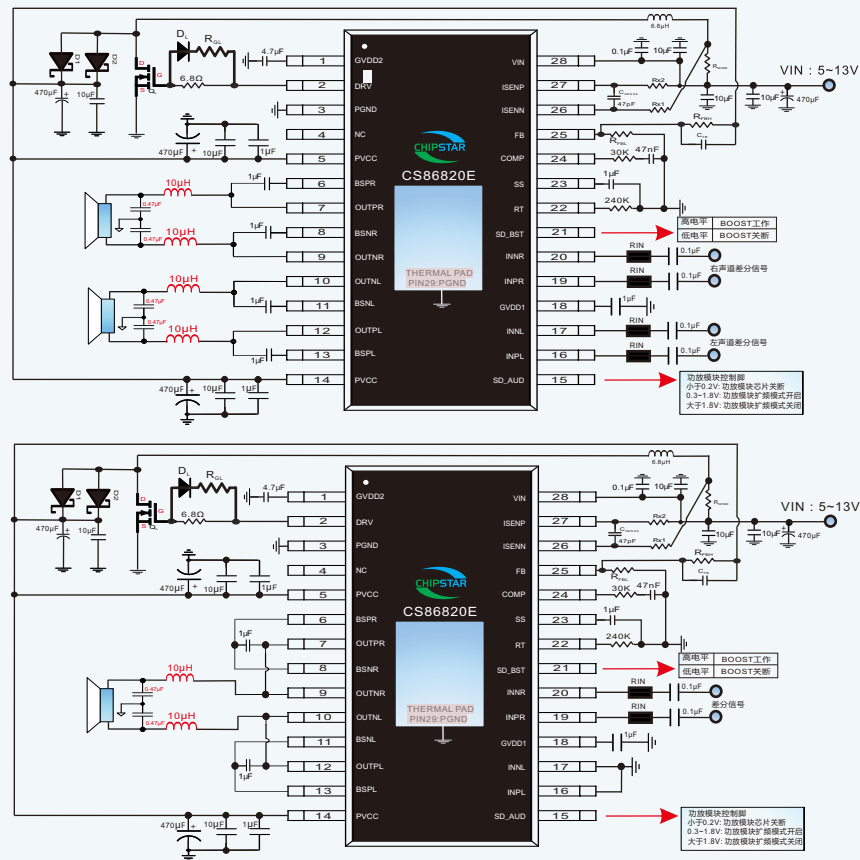 6.8μH
D1
D2
D
G
S
Q_L
D_L
R_GL
6.8Ω
4.7μF
470μF
10μF
470μF
10μF
1μF
1 GVDD2
2 DRV
3 PGND
4 NC
5 PVCC
6 BSPR
7 OUTPR
8 BSNR
9 OUTNR
10 OUTNL
11 BSNL
12 OUTPL
13 BSPL
14 PVCC
CHIPSTAR
CS86820E
THERMAL PAD
PIN29:PGND
VIN 28
ISENP 27
ISENN 26
FB 25
COMP 24
SS 23
RT 22
SD_BST 21
INNR 20
INPR 19
GVDD1 18
INNL 17
INPL 16
SD_AUD 15
10μH
0.47μF
0.47μF
10μH
1μF
1μF
10μH
0.47μF
0.47μF
10μH
1μF
1μF
470μF
10μF
1μF
0.1μF
10μF
Rx2
47pF
Rx1
10μF
10μF
470μF
VIN : 5~13V
R_FBH
R_FBL
30K
47nF
1μF
240K
高电平 BOOST工作
低电平 BOOST关断
RIN
0.1μF
右声道差分信号
RIN
0.1μF
1μF
RIN
0.1μF
左声道差分信号
RIN
0.1μF
功放模块控制脚
小于0.2V: 功放模块芯片关断
0.3~1.8V: 功放模块扩频模式开启
大于1.8V: 功放模块扩频模式关闭
6.8μH
D1
D2
D
G
S
Q_L
D_L
R_GL
6.8Ω
4.7μF
470μF
10μF
470μF
10μF
1μF
1 GVDD2
2 DRV
3 PGND
4 NC
5 PVCC
6 BSPR
7 OUTPR
8 BSNR
9 OUTNR
10 OUTNL
11 BSNL
12 OUTPL
13 BSPL
14 PVCC
CHIPSTAR
CS86820E
THERMAL PAD
PIN29:PGND
VIN 28
ISENP 27
ISENN 26
FB 25
COMP 24
SS 23
RT 22
SD_BST 21
INNR 20
INPR 19
GVDD1 18
INNL 17
INPL 16
SD_AUD 15
1μF
10μH
0.47μF
0.47μF
10μH
1μF
470μF
10μF
1μF
0.1μF
10μF
Rx2
47pF
Rx1
10μF
10μF
470μF
VIN : 5~13V
R_FBH
R_FBL
30K
47nF
1μF
240K
高电平 BOOST工作
低电平 BOOST关断
RIN
0.1μF
差分信号
RIN
0.1μF
1μF
功放模块控制脚
小于0.2V: 功放模块芯片关断
0.3~1.8V: 功放模块扩频模式开启
大于1.8V: 功放模块扩频模式关闭